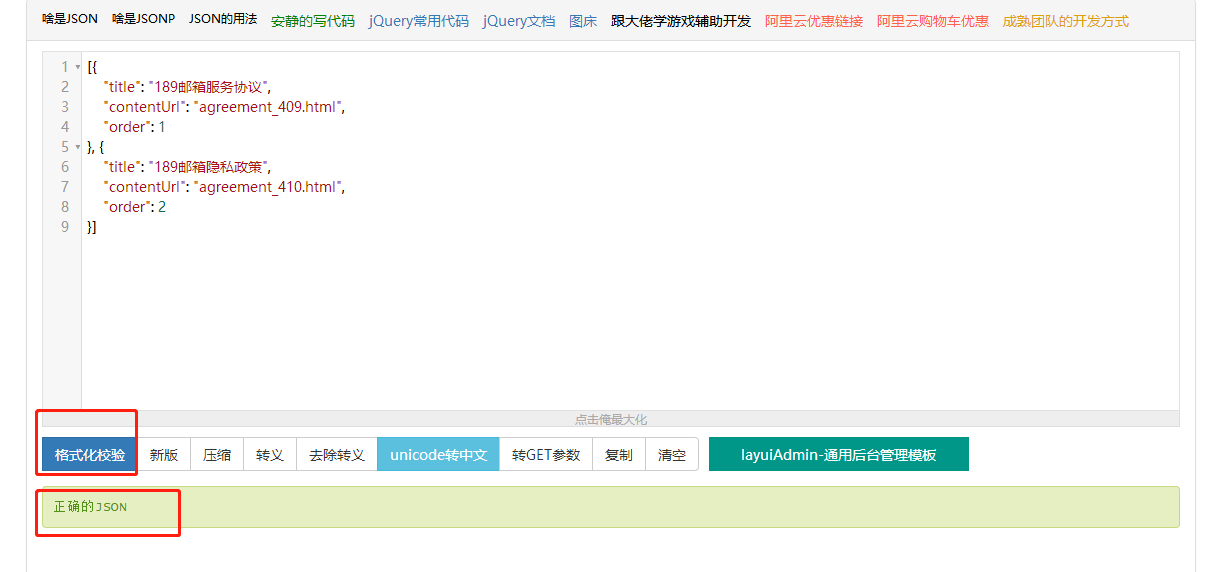 啥是JSON 啥是JSONP JSON的用法 安静的写代码 jQuery常用代码 jQuery文档 图床 跟大佬学游戏辅助开发 阿里云优惠链接 阿里云购物车优惠 成熟团队的开发方式
1 [{
2 "title": "189邮箱服务协议",
3 "contentUrl": "agreement_409.html",
4 "order": 1
5 }, {
6 "title": "189邮箱隐私政策",
7 "contentUrl": "agreement_410.html",
8 "order": 2
9 }]
点击俺最大化
格式化校验 新版 压缩 转义 去除转义 unicode转中文 转GET参数 复制 清空 layuiAdmin-通用后台管理模板
正确的JSON